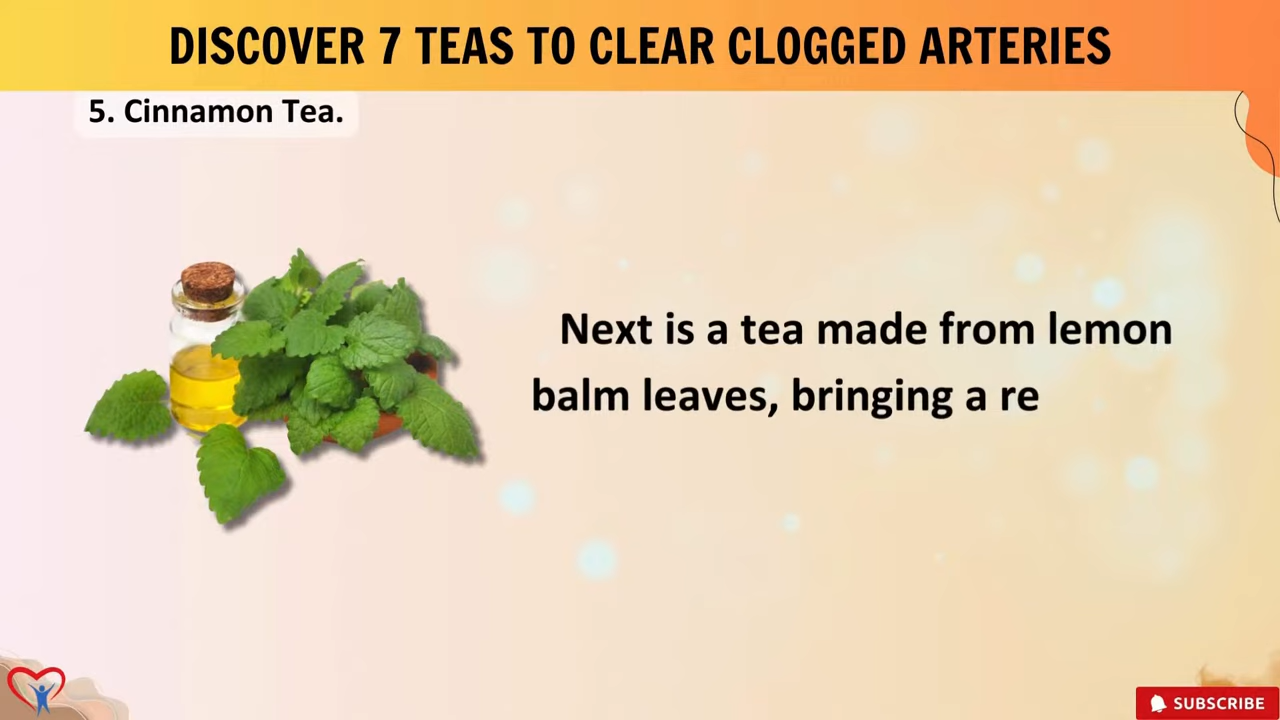 DISCOVER 7 TEAS TO CLEAR CLOGGED ARTERIES
5. Cinnamon Tea.
Next is a tea made from lemon
balm leaves, bringing a re
SUBSCRIBE